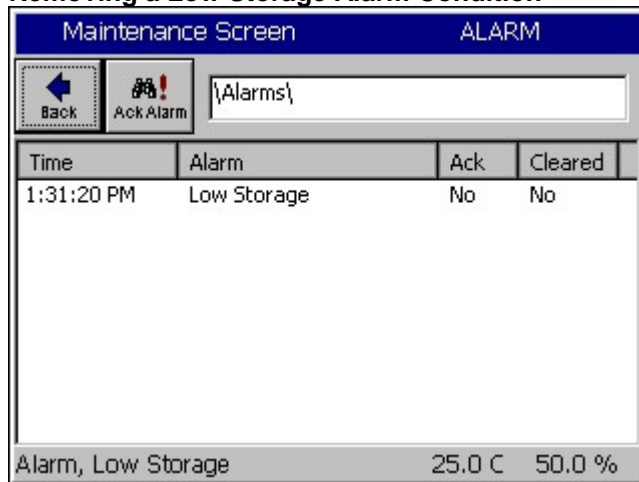 Removing a Low Storage Alarm Condition
Maintenance Screen ALARM
Back
Ack Alarm
\Alarms\
Time Alarm Ack Cleared
1:31:20 PM Low Storage No No
Alarm, Low Storage 25.0 C 50.0 %